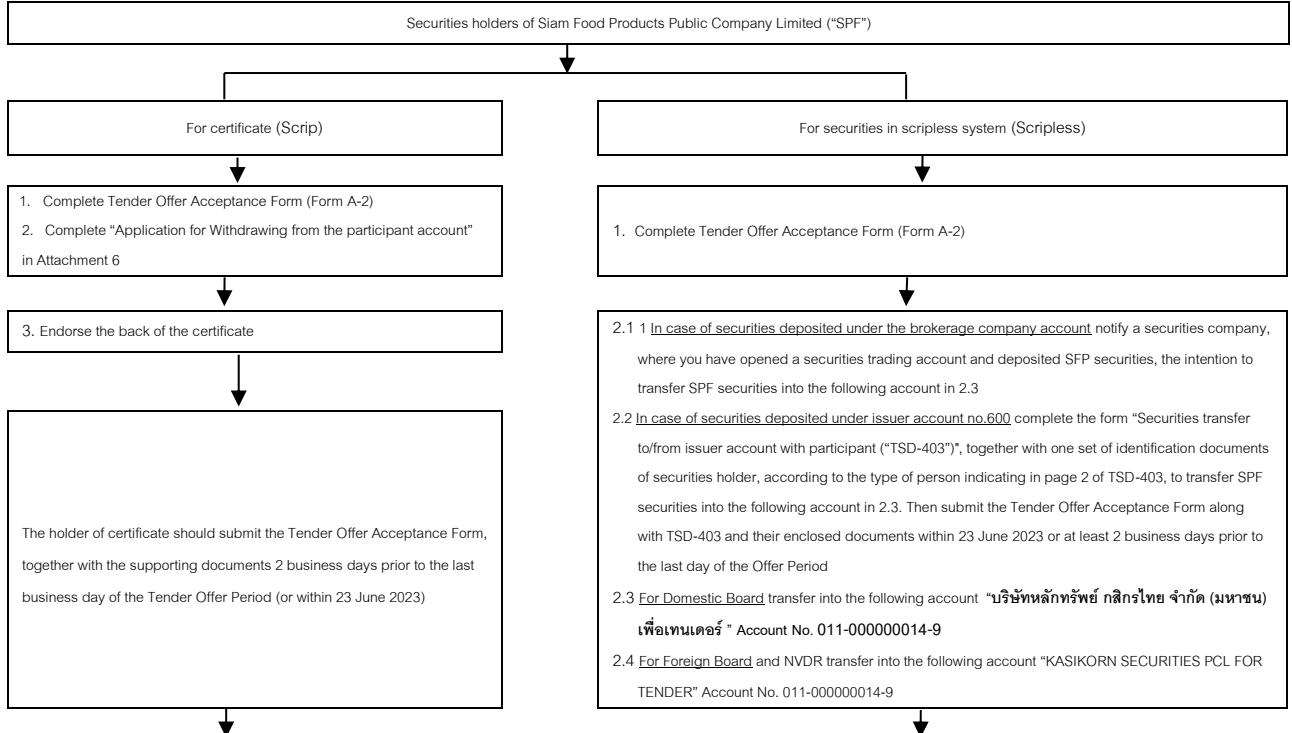 Securities holders of Siam Food Products Public Company Limited (“SPF”)
For certificate (Scrip)
For securities in scripless system (Scripless)
1. Complete Tender Offer Acceptance Form (Form A-2)
2. Complete “Application for Withdrawing from the participant account”
in Attachment 6
1. Complete Tender Offer Acceptance Form (Form A-2)
3. Endorse the back of the certificate
The holder of certificate should submit the Tender Offer Acceptance Form,
together with the supporting documents 2 business days prior to the last
business day of the Tender Offer Period (or within 23 June 2023)
2.1 1 In case of securities deposited under the brokerage company account notify a securities company,
where you have opened a securities trading account and deposited SFP securities, the intention to
transfer SPF securities into the following account in 2.3
2.2 In case of securities deposited under issuer account no.600 complete the form “Securities transfer
to/from issuer account with participant (“TSD-403”)", together with one set of identification documents
of securities holder, according to the type of person indicating in page 2 of TSD-403, to transfer SPF
securities into the following account in 2.3. Then submit the Tender Offer Acceptance Form along
with TSD-403 and their enclosed documents within 23 June 2023 or at least 2 business days prior to
the last day of the Offer Period
2.3 For Domestic Board transfer into the following account “บริษัทหลักทรัพย์ กสิกรไทย จำกัด (มหาชน)
เพื่อเทนเดอร์ ” Account No. 011-000000014-9
2.4 For Foreign Board and NVDR transfer into the following account “KASIKORN SECURITIES PCL FOR
TENDER” Account No. 011-000000014-9